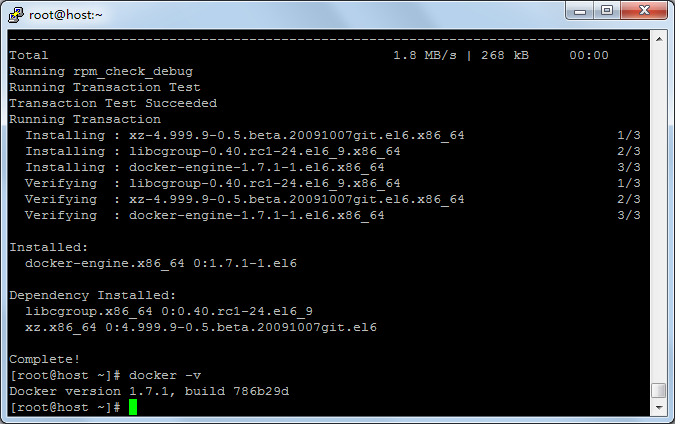 root@host:~
--------------------------------------------------------------------------------
Total 1.8 MB/s | 268 kB 00:00
Running rpm_check_debug
Running Transaction Test
Transaction Test Succeeded
Running Transaction
  Installing : xz-4.999.9-0.5.beta.20091007git.el6.x86_64 1/3
  Installing : libcgroup-0.40.rc1-24.el6_9.x86_64 2/3
  Installing : docker-engine-1.7.1-1.el6.x86_64 3/3
  Verifying  : libcgroup-0.40.rc1-24.el6_9.x86_64 1/3
  Verifying  : xz-4.999.9-0.5.beta.20091007git.el6.x86_64 2/3
  Verifying  : docker-engine-1.7.1-1.el6.x86_64 3/3
Installed:
  docker-engine.x86_64 0:1.7.1-1.el6
Dependency Installed:
  libcgroup.x86_64 0:0.40.rc1-24.el6_9
  xz.x86_64 0:4.999.9-0.5.beta.20091007git.el6
Complete!
[root@host ~]# docker -v
Docker version 1.7.1, build 786b29d
[root@host ~]#